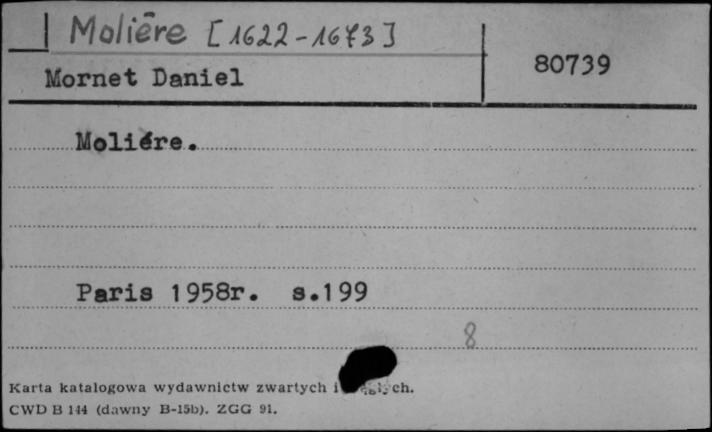 Molière [1622-1673]
Mornet Daniel
80739
Moliére.
Paris 1958r. s.199
8
Karta katalogowa wydawnictw zwartych i
CWD B 144 (dawny B-15b). ZGG 91.